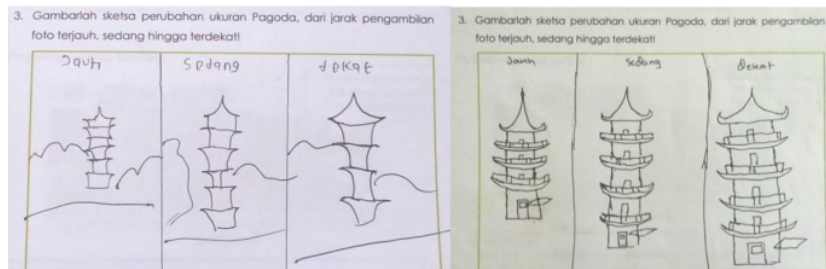 3. Gambarlah sketsa perubahan ukuran Pagoda, dari jarak pengambilan
foto terjauh, sedang hingga terdekat!
Jauh
Sedang
dekat
3. Gambarlah sketsa perubahan ukuran Pagoda, dari jarak pengambilan
foto terjauh, sedang hingga terdekat!
Jauh
Sedang
dekat